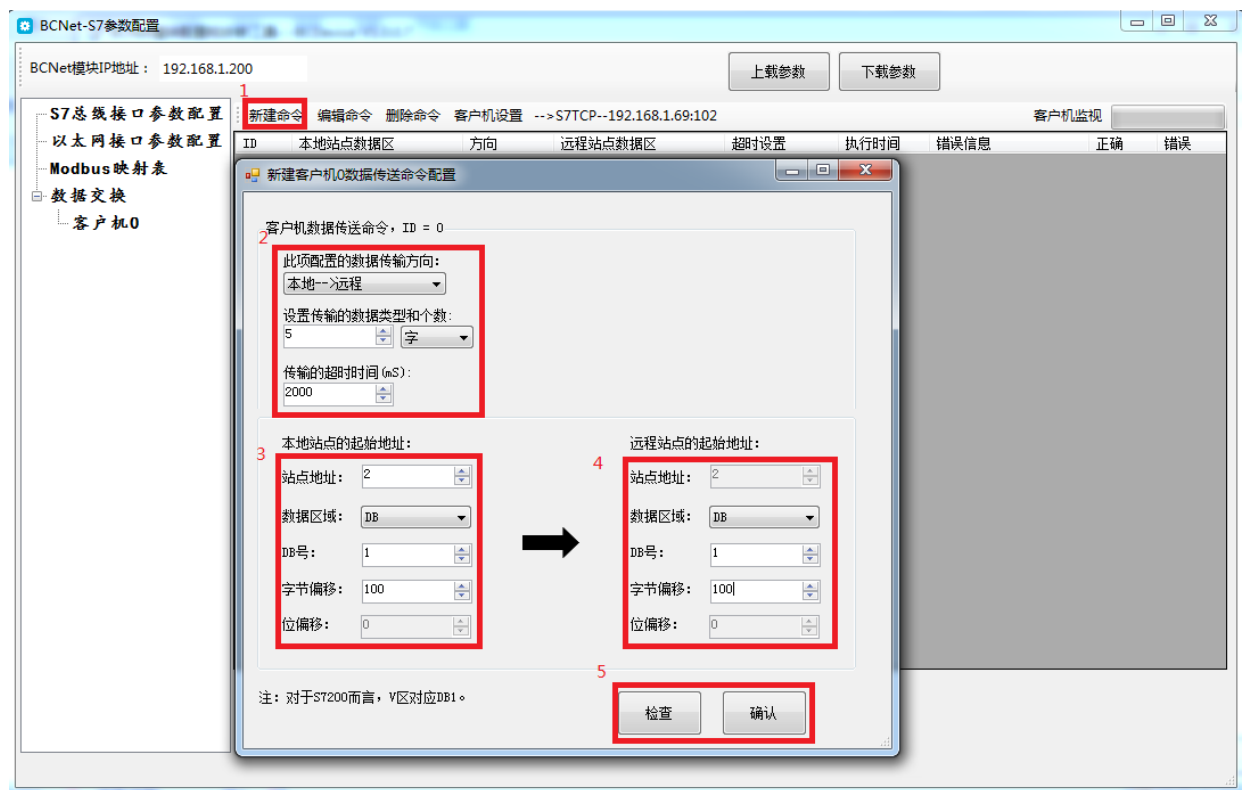 BCNet-S7参数配置
BCNet模块IP地址： 192.168.1.200
上载参数
下载参数
1
S7总线接口参数配置
以太网接口参数配置
Modbus映射表
数据交换
客户机0
新建命令 编辑命令 删除命令 客户机设置 -->S7TCP--192.168.1.69:102
客户机监视
ID 本地站点数据区 方向 远程站点数据区 超时设置 执行时间 错误信息 正确 错误
新建客户机0数据传送命令配置
客户机数据传送命令，ID = 0
2
此项配置的数据传输方向：
本地-->远程
设置传输的数据类型和个数：
5 字
传输的超时时间(mS)：
2000
本地站点的起始地址：
3
站点地址： 2
数据区域： DB
DB号： 1
字节偏移： 100
位偏移： 0
远程站点的起始地址：
4
站点地址： 2
数据区域： DB
DB号： 1
字节偏移： 100
位偏移： 0
5
注：对于S7200而言，V区对应DB1。
检查
确认